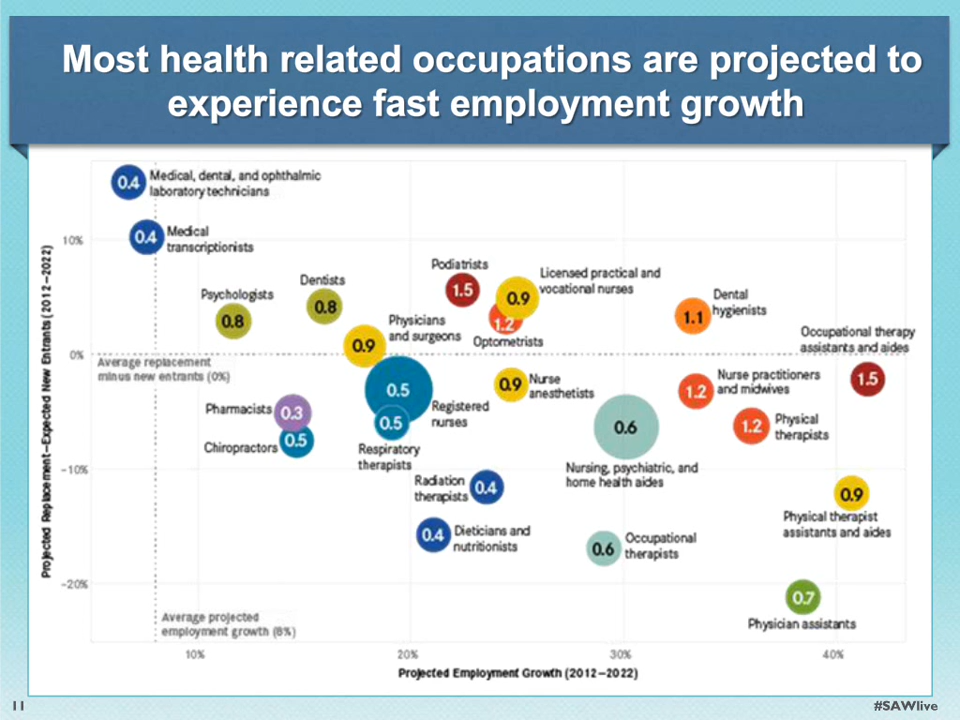 Most health related occupations are projected to
experience fast employment growth
0.4
Medical, dental, and ophthalmic
laboratory technicians
0.4
Medical
transcriptionists
10%
Podiatrists
1.5
Licensed practical and
vocational nurses
0.9
1.2
Optometrists
Dentists
0.8
Psychologists
0.8
Dental
hygienists
1.1
Physicians
and surgeons
0.9
Occupational therapy
assistants and aides
1.5
0%
Average replacement
minus new entrants (0%)
0.5
Registered
nurses
0.9
Nurse
anesthetists
1.2
Nurse practitioners
and midwives
Pharmacists
0.3
Chiropractors
0.5
0.5
Respiratory
therapists
0.6
Nursing, psychiatric, and
home health aides
1.2
Physical
therapists
-10%
Radiation
therapists
0.4
0.9
Physical therapist
assistants and aides
0.4
Dieticians and
nutritionists
0.6
Occupational
therapists
-20%
0.7
Physician assistants
Average projected
employment growth (8%)
10%
20%
30%
40%
Projected Employment Growth (2012–2022)
Projected Replacement—Expected New Entrants (2012–2022)
11
#SAWlive